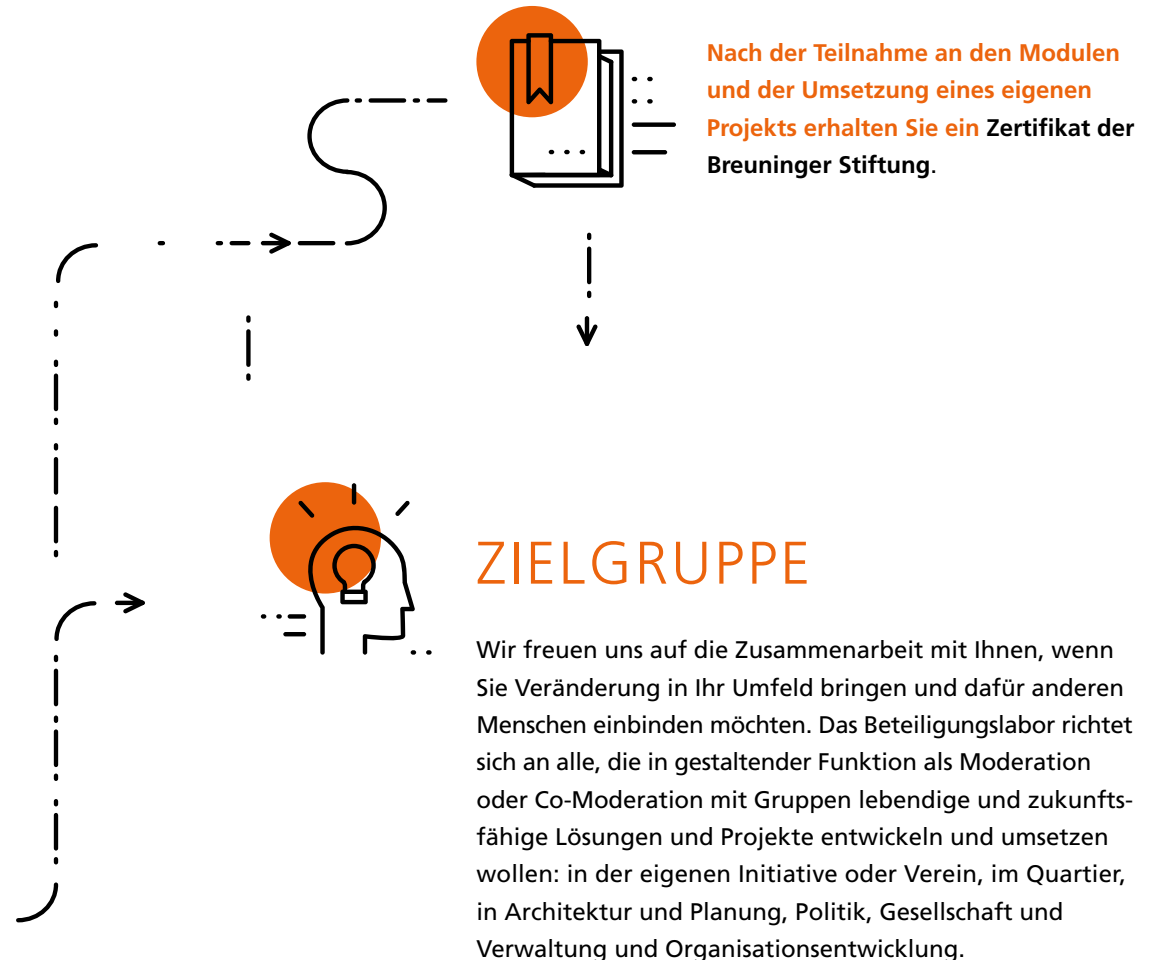 Nach der Teilnahme an den Modulen
und der Umsetzung eines eigenen
Projekts erhalten Sie ein Zertifikat der
Breuninger Stiftung.
ZIELGRUPPE
Wir freuen uns auf die Zusammenarbeit mit Ihnen, wenn
Sie Veränderung in Ihr Umfeld bringen und dafür anderen
Menschen einbinden möchten. Das Beteiligungslabor richtet
sich an alle, die in gestaltender Funktion als Moderation
oder Co-Moderation mit Gruppen lebendige und zukunfts-
fähige Lösungen und Projekte entwickeln und umsetzen
wollen: in der eigenen Initiative oder Verein, im Quartier,
in Architektur und Planung, Politik, Gesellschaft und
Verwaltung und Organisationsentwicklung.